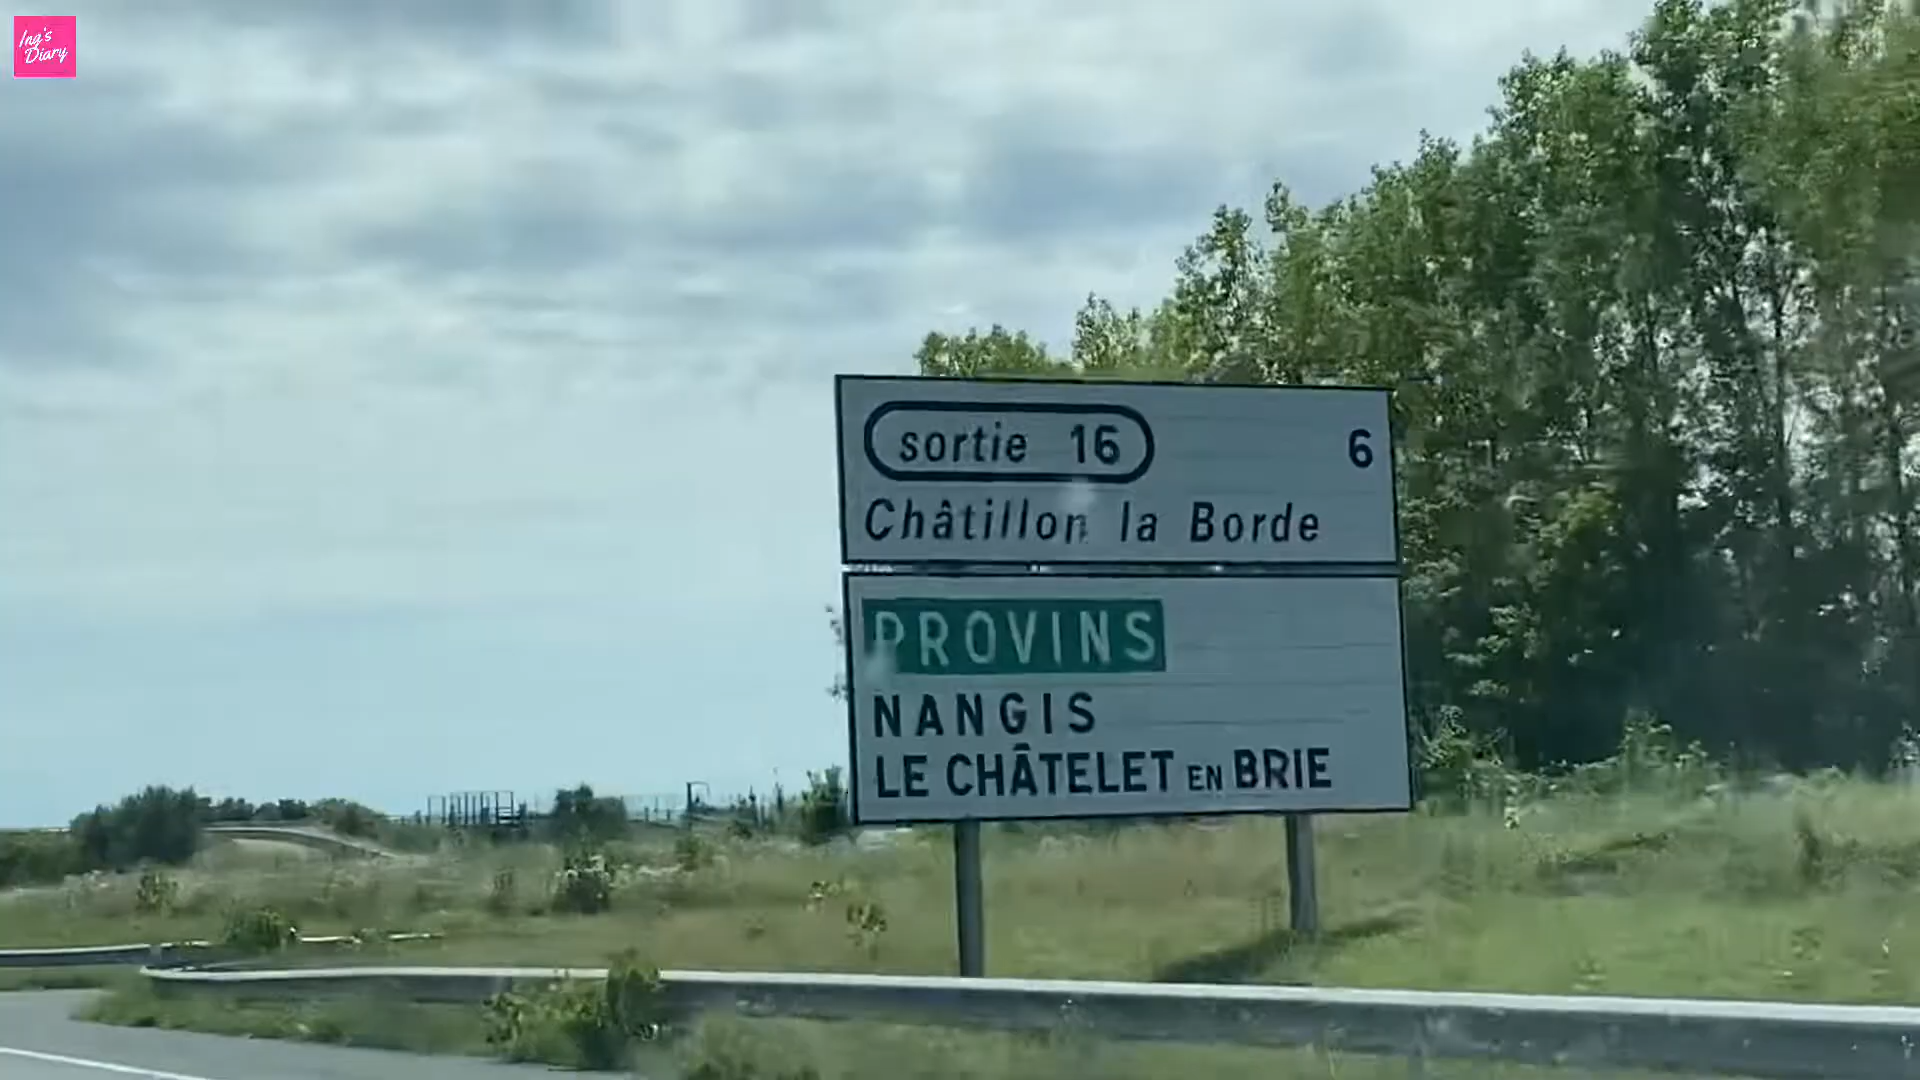 Ing's
Diary
sortie 16 6
Châtillon la Borde
PROVINS
NANGIS
LE CHÂTELET EN BRIE